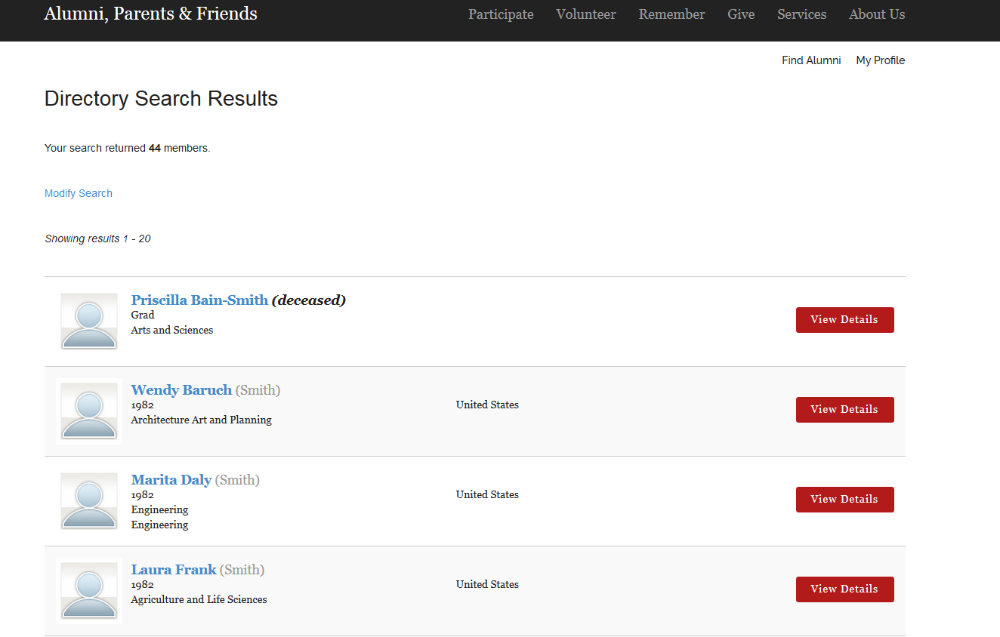 Alumni, Parents & Friends
Participate Volunteer Remember Give Services About Us
Find Alumni My Profile
Directory Search Results
Your search returned 44 members.
Modify Search
Showing results 1 - 20
Priscilla Bain-Smith (deceased)
Grad
Arts and Sciences
View Details
Wendy Baruch (Smith)
1982
United States
Architecture Art and Planning
View Details
Marita Daly (Smith)
1982
United States
Engineering
Engineering
View Details
Laura Frank (Smith)
1982
United States
Agriculture and Life Sciences
View Details